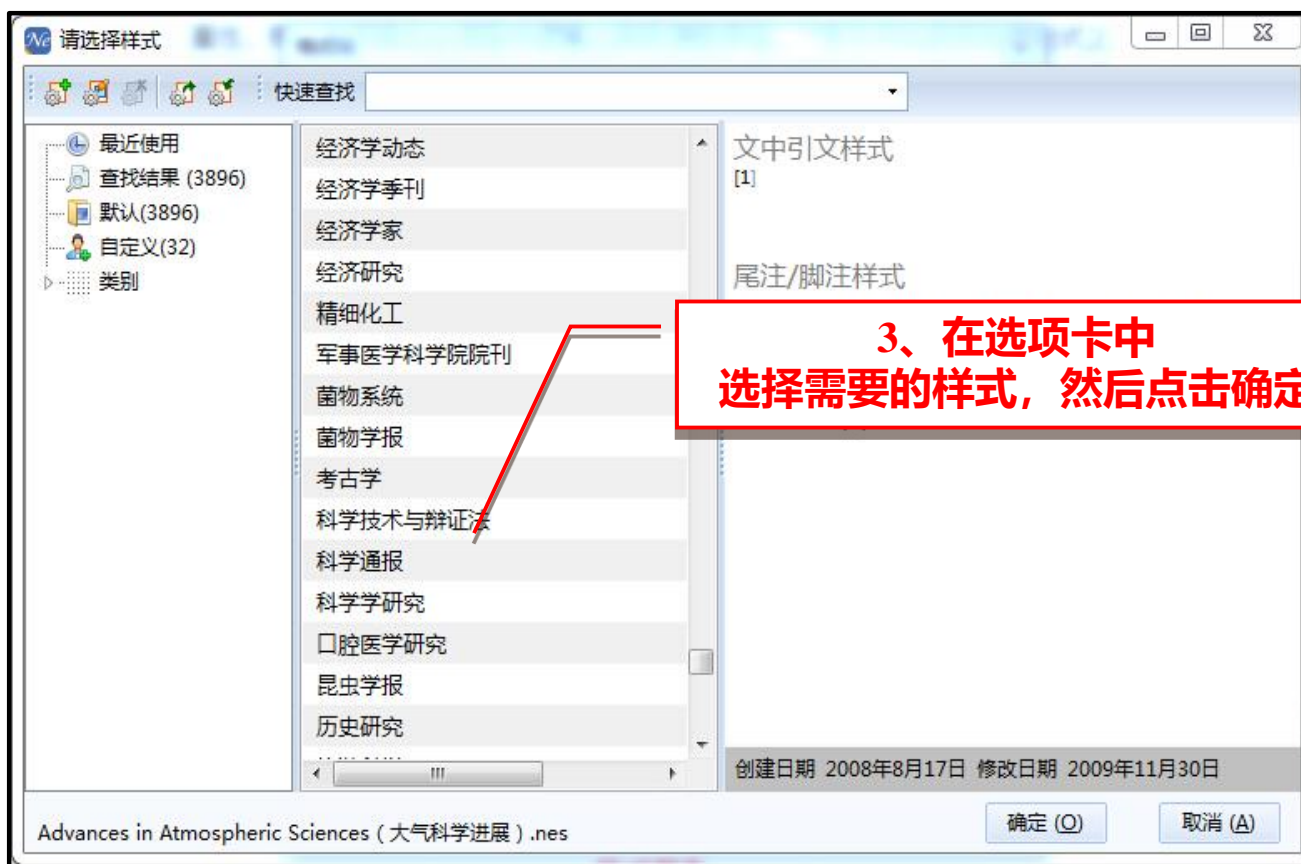 Ne 请选择样式
快速查找
最近使用
查找结果 (3896)
默认(3896)
自定义(32)
类别
经济学动态
经济学季刊
经济学家
经济研究
精细化工
军事医学科学院院刊
菌物系统
菌物学报
考古学
科学技术与辩证法
科学通报
科学学研究
口腔医学研究
昆虫学报
历史研究
文中引文样式
[1]
尾注/脚注样式
3、在选项卡中
选择需要的样式，然后点击确定
创建日期 2008年8月17日 修改日期 2009年11月30日
Advances in Atmospheric Sciences ( 大气科学进展 ) .nes
确定 (O)
取消 (A)